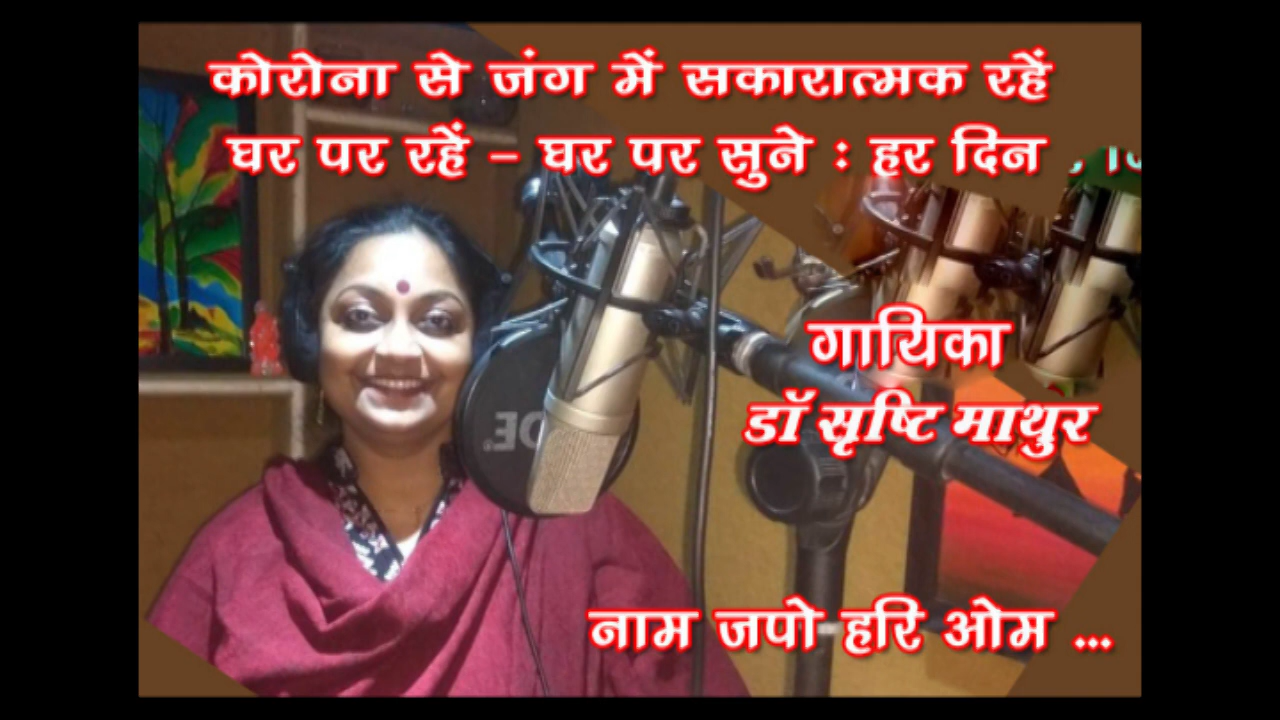 कोरोना से जंग में सकारात्मक रहें
घर पर रहें - घर पर सुने : हर दिन
गायिका
डॉ सृष्टि माथुर
नाम जपो हरि ओम ...